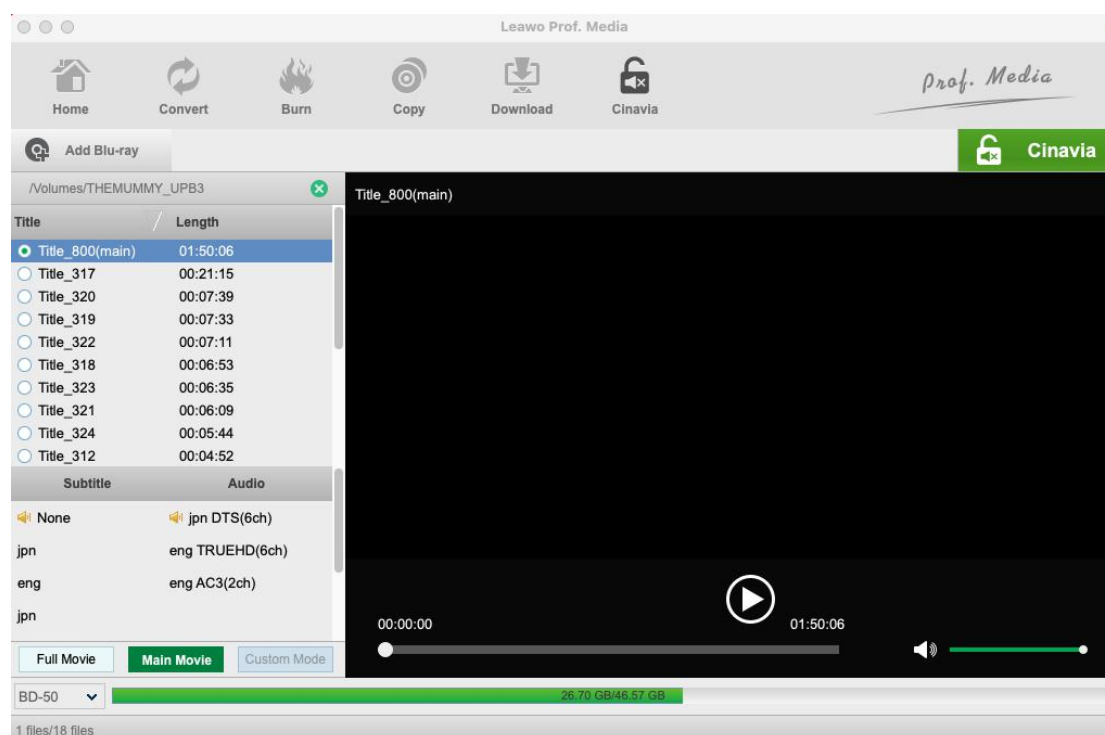 Leawo Prof. Media
Home Convert Burn Copy Download Cinavia
Prof. Media
Add Blu-ray
Cinavia
/Volumes/THEMUMMY_UPB3
Title_800(main)
Title Length
Title_800(main) 01:50:06
Title_317 00:21:15
Title_320 00:07:39
Title_319 00:07:33
Title_322 00:07:11
Title_318 00:06:53
Title_323 00:06:35
Title_321 00:06:09
Title_324 00:05:44
Title_312 00:04:52
Subtitle Audio
None jpn DTS(6ch)
jpn eng TRUEHD(6ch)
eng eng AC3(2ch)
jpn
00:00:00 01:50:06
Full Movie Main Movie Custom Mode
BD-50 26.70 GB/46.57 GB
1 files/18 files